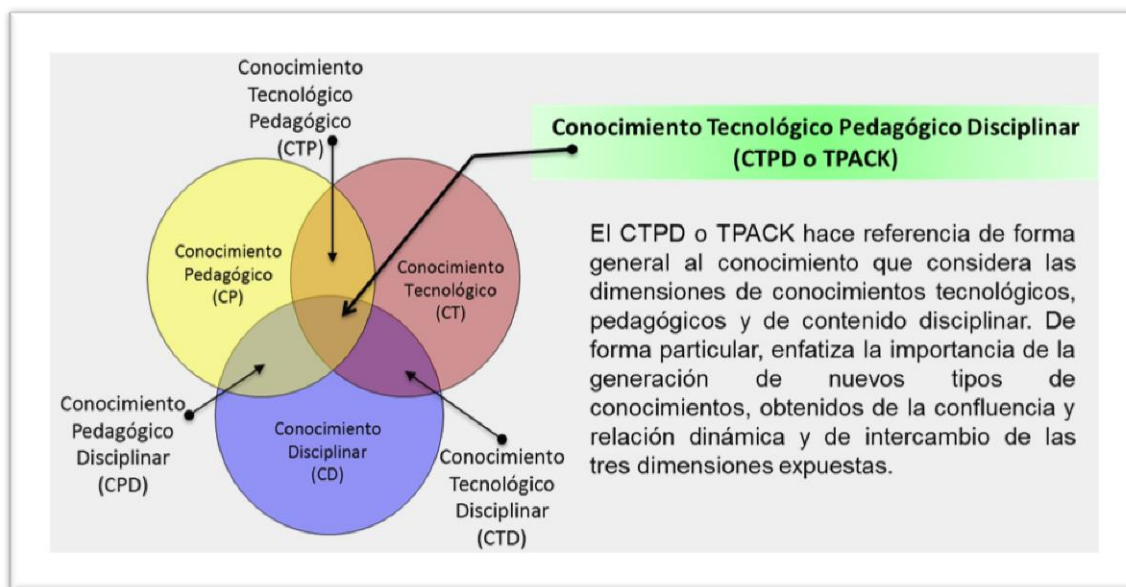 Conocimiento
Tecnológico
Pedagógico
(CTP)
Conocimiento Tecnológico Pedagógico Disciplinar
(CTPD o TPACK)
Conocimiento
Pedagógico
(CP)
Conocimiento
Tecnológico
(CT)
Conocimiento
Disciplinar
(CD)
Conocimiento
Pedagógico
Disciplinar
(CPD)
Conocimiento
Tecnológico
Disciplinar
(CTD)
El CTPD o TPACK hace referencia de forma
general al conocimiento que considera las
dimensiones de conocimientos tecnológicos,
pedagógicos y de contenido disciplinar. De
forma particular, enfatiza la importancia de la
generación de nuevos tipos de
conocimientos, obtenidos de la confluencia y
relación dinámica y de intercambio de las
tres dimensiones expuestas.